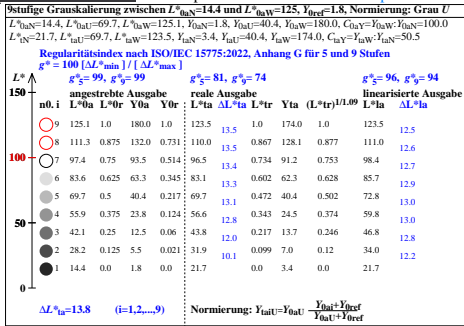 9stufige Grauskalierung zwischen L*0aN=14.4 und L*0aW=125, Y0ref=1.8, Normierung: Grau U
L*0aN=14.4, L*0aU=69.7, L*0aW=125.1, Y0aN=1.8, Y0aU=40.4, Y0aW=180.0, C0aY=Y0aW:Y0aN=100.0
L*taN=21.7, L*taU=69.7, L*taW=123.5, YtaN=3.4, YtaU=40.4, YtaW=174.0, CtaY=YtaW:YtaN=50.5
Regularitätsindex nach ISO/IEC 15775:2022, Anhang G für 5 und 9 Stufen
g* = 100 [ΔL*min ] / [ ΔL*max ]
L* g*5= 99, g*9= 99 g*5= 81, g*9= 74 g*5= 96, g*9= 94
angestrebte Ausgabe reale Ausgabe linearisierte Ausgabe
150 n0. i L*0a L*0r Y0a Y0r L*ta ΔL*ta L*tr Yta (L*tr)1/1.09 L*la ΔL*la
9 125.1 1.0 180.0 1.0 123.5 1.0 174.0 1.0 123.5
13.5 12.5
8 111.3 0.875 132.0 0.731 110.0 0.867 128.1 0.877 111.0
13.5 12.6
100 7 97.4 0.75 93.5 0.514 96.5 0.734 91.2 0.753 98.4
13.4 12.7
6 83.6 0.625 63.3 0.345 83.1 0.602 62.3 0.628 85.7
13.3 12.9
5 69.7 0.5 40.4 0.217 69.7 0.472 40.4 0.502 72.8
13.1 13.0
50 4 55.9 0.375 23.8 0.124 56.6 0.343 24.5 0.374 59.8
12.8 13.0
3 42.1 0.25 12.5 0.06 43.8 0.217 13.7 0.246 46.8
12.0 12.8
2 28.2 0.125 5.5 0.021 31.9 0.099 7.0 0.12 34.0
10.1 12.2
1 14.4 0.0 1.8 0.0 21.7 0.0 3.4 0.0 21.7
0
ΔL*ta=13.8 (i=1,2,...,9) Normierung: YtaiU=Y0aU Y0ai+Y0ref
Y0aU+Y0ref